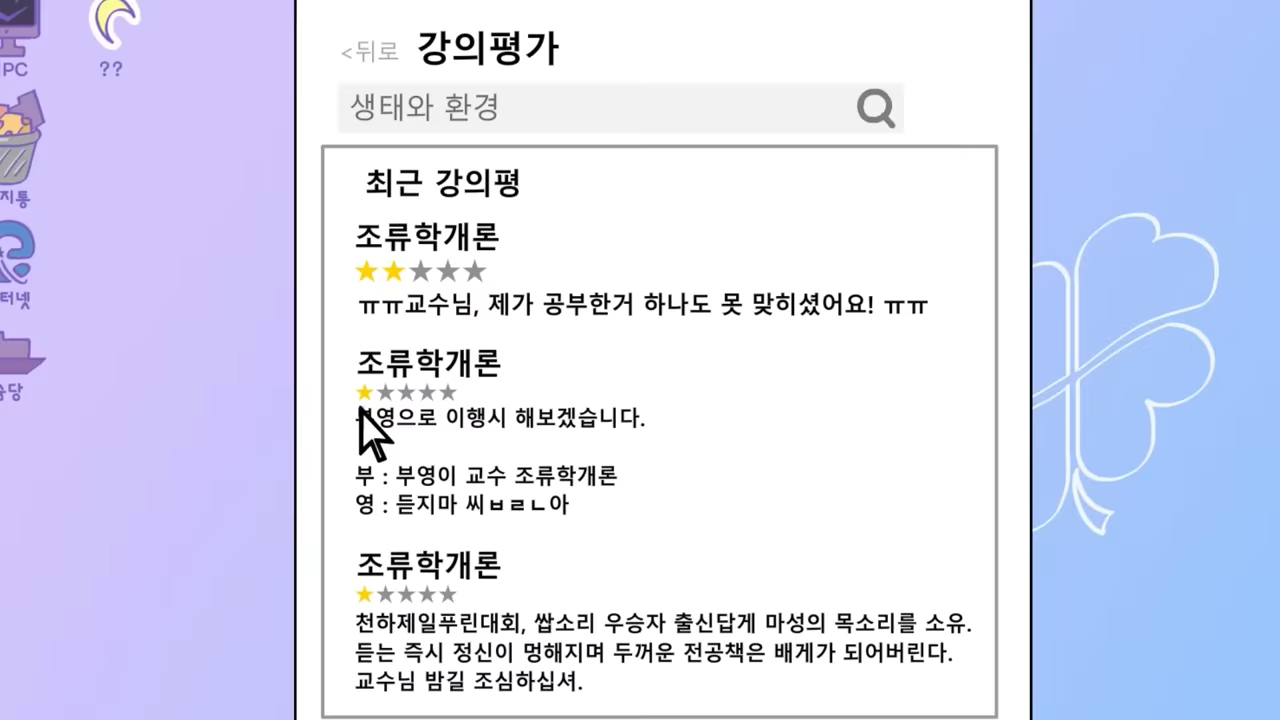 <뒤로 강의평가
PC
??
생태와 환경
최근 강의평
조류학개론
ㅠㅠ교수님, 제가 공부한거 하나도 못 맞히셨어요! ㅠㅠ
조류학개론
부영으로 이행시 해보겠습니다.
부 : 부영이 교수 조류학개론
영 : 듣지마 씨ㅂㄹㄴ아
조류학개론
천하제일푸린대회, 쌉소리 우승자 출신답게 마성의 목소리를 소유.
듣는 즉시 정신이 멍해지며 두꺼운 전공책은 배게가 되어버린다.
교수님 밤길 조심하십셔.
지통
터넷